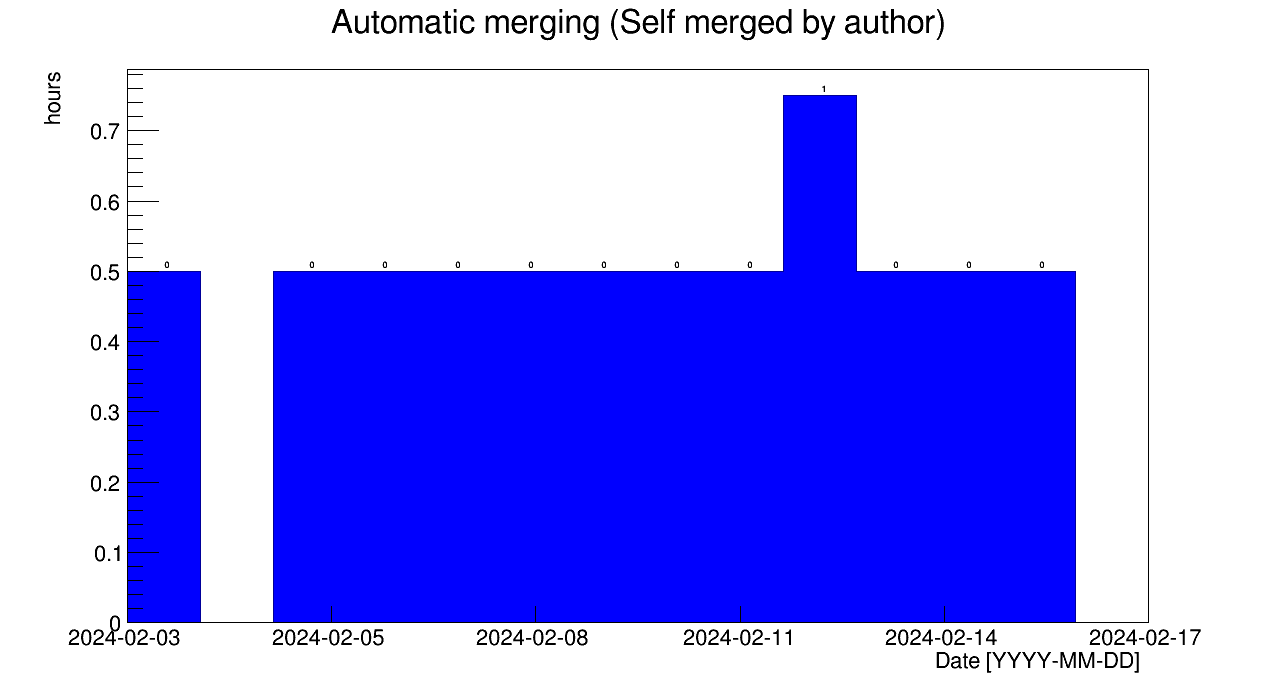 Automatic merging (Self merged by author)
hours
1
0.7
0.6
0 0 0 0 0 0 0 0 0 0 0
0.5
0.4
0.3
0.2
0.1
0
2024-02-03 2024-02-05 2024-02-08 2024-02-11 2024-02-14 2024-02-17
Date [YYYY-MM-DD]